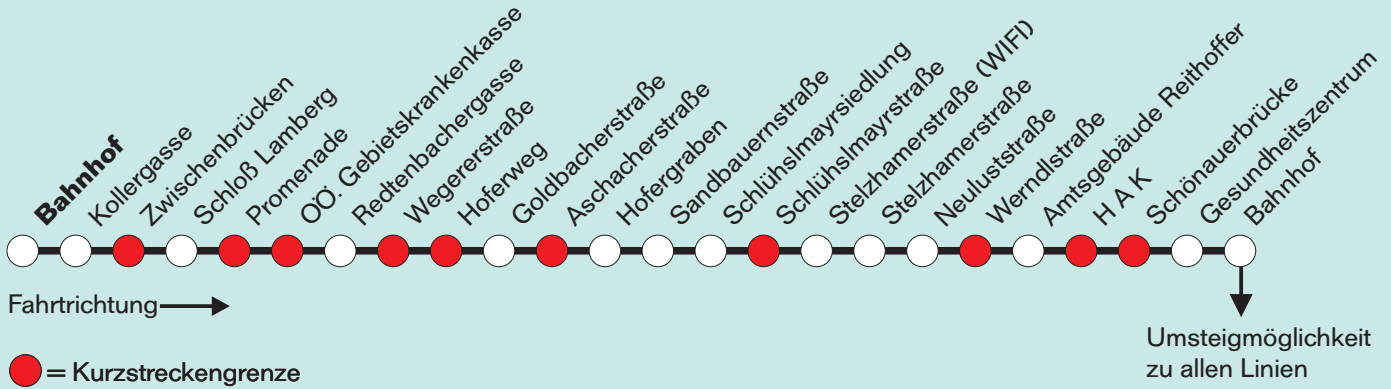 Bahnhof
Kollergasse
Zwischenbrücken
Schloß Lamberg
Promenade
OÖ. Gebietskrankenkasse
Redtenbachergasse
Wegererstraße
Hoferweg
Goldbacherstraße
Aschacherstraße
Hofergraben
Sandbauernstraße
Schlühslmayrsiedlung
Schlühslmayrstraße
Stelzhamerstraße (WIFI)
Stelzhamerstraße
Neuluststraße
Werndlstraße
Amtsgebäude Reithoffer
H A K
Schönauerbrücke
Gesundheitszentrum
Bahnhof
Fahrtrichtung
Umsteigmöglichkeit
zu allen Linien
= Kurzstreckengrenze